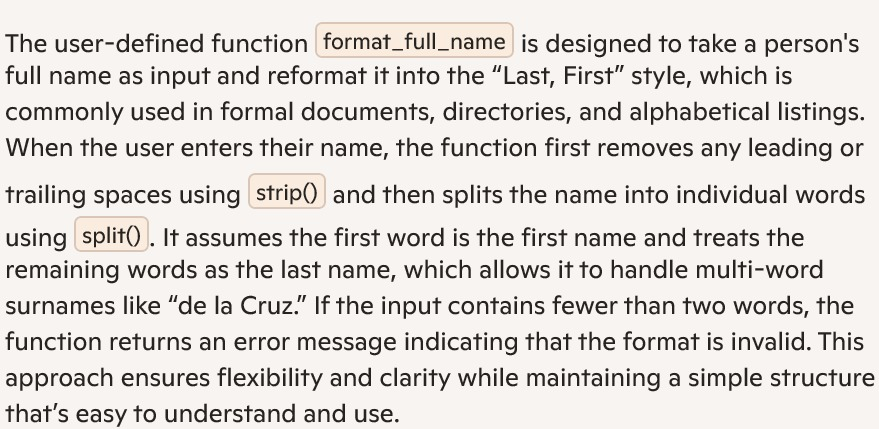 The user-defined function format_full_name is designed to take a person's
full name as input and reformat it into the “Last, First” style, which is
commonly used in formal documents, directories, and alphabetical listings.
When the user enters their name, the function first removes any leading or
trailing spaces using strip() and then splits the name into individual words
using split(). It assumes the first word is the first name and treats the
remaining words as the last name, which allows it to handle multi-word
surnames like “de la Cruz.” If the input contains fewer than two words, the
function returns an error message indicating that the format is invalid. This
approach ensures flexibility and clarity while maintaining a simple structure
that’s easy to understand and use.